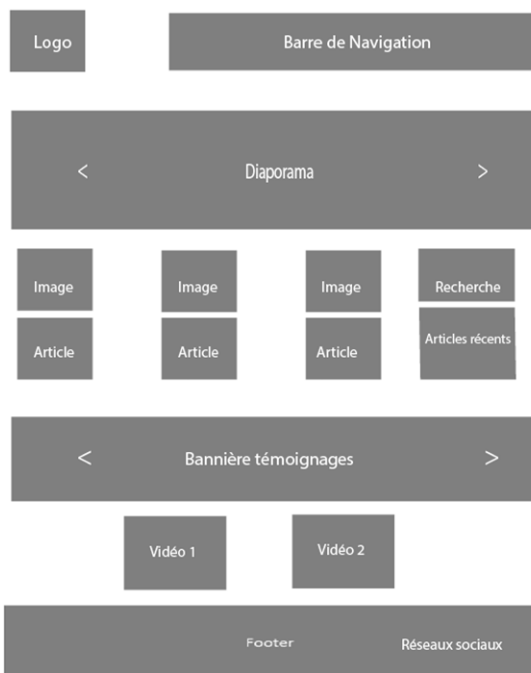 Logo
Barre de Navigation
< Diaporama >
Image Image Image Recherche
Article Article Article Articles récents
< Bannière témoignages >
Vidéo 1 Vidéo 2
Footer Réseaux sociaux